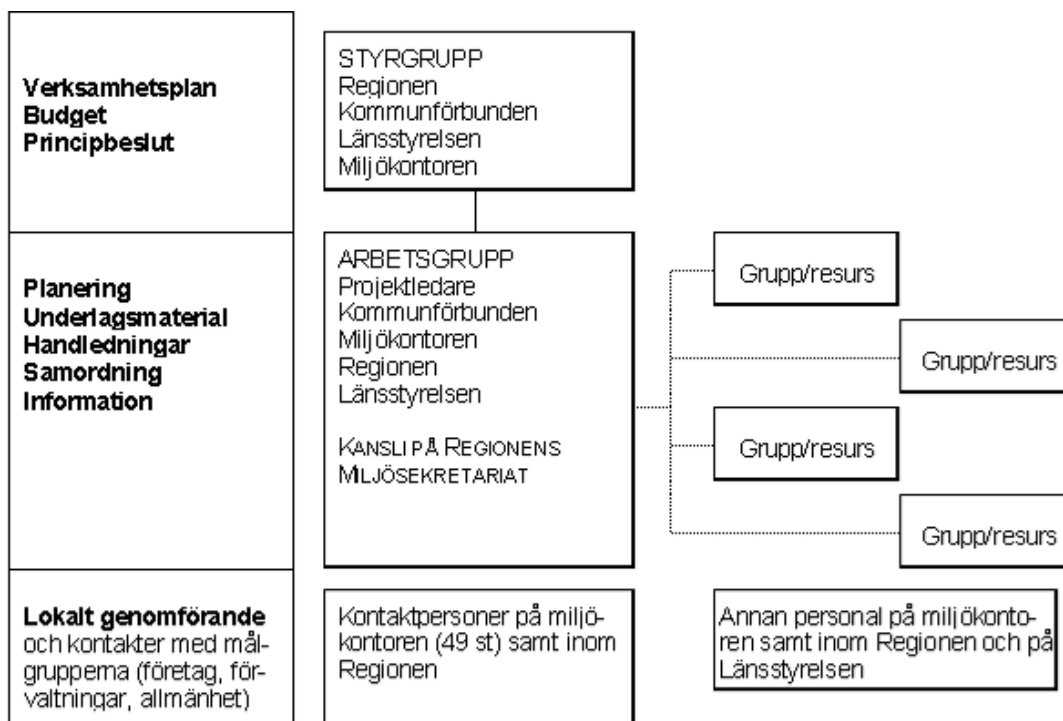 Verksamhetsplan
Budget
Principbeslut
STYRGRUPP
Regionen
Kommunförbunden
Länsstyrelsen
Miljökontoren
Planering
Underlagsmaterial
Handledningar
Samordning
Information
ARBETSGRUPP
Projektledare
Kommunförbunden
Miljökontoren
Regionen
Länsstyrelsen
KANSLI PÅ REGIONENS
MILJÖSEKRETARIAT
Grupp/resurs
Grupp/resurs
Grupp/resurs
Grupp/resurs
Lokalt genomförande
och kontakter med mål-
grupperna (företag, för-
valtningar, allmänhet)
Kontaktpersoner på miljö-
kontoren (49 st) samt inom
Regionen
Annan personal på miljökonto-
ren samt inom Regionen och på
Länsstyrelsen